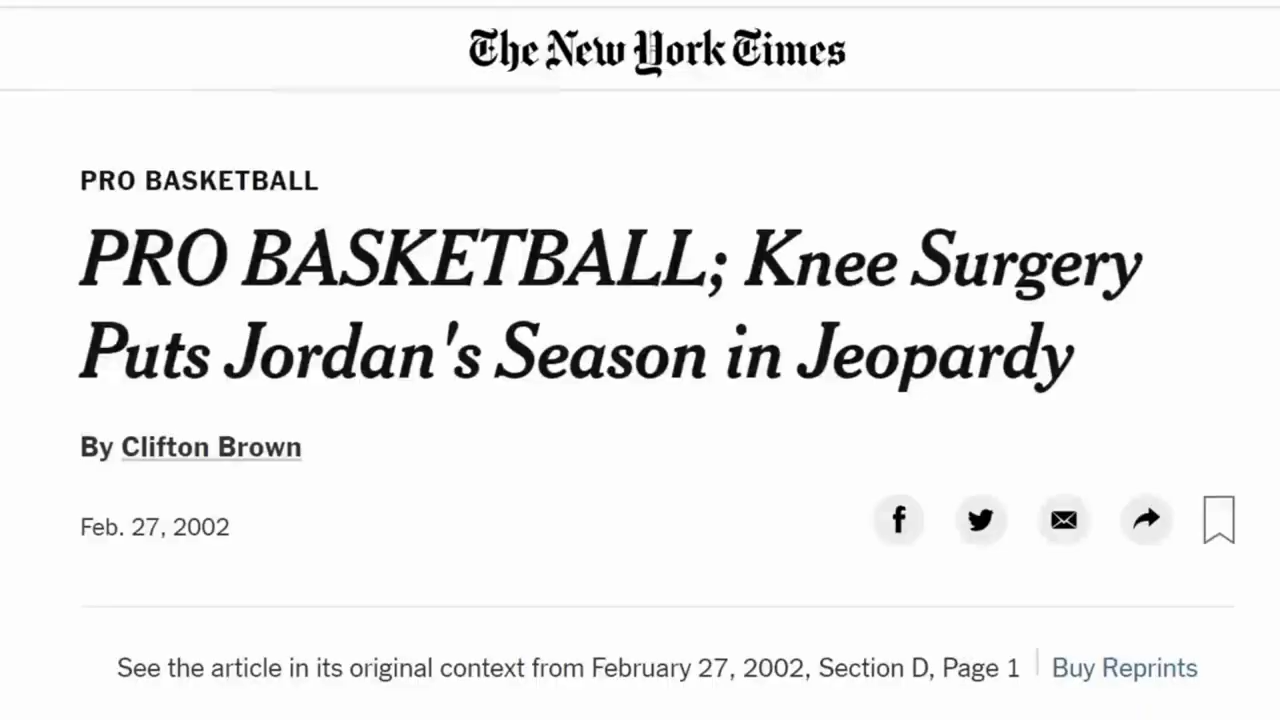 The New York Times
PRO BASKETBALL
PRO BASKETBALL; Knee Surgery
Puts Jordan's Season in Jeopardy
By Clifton Brown
Feb. 27, 2002
See the article in its original context from February 27, 2002, Section D, Page 1 Buy Reprints